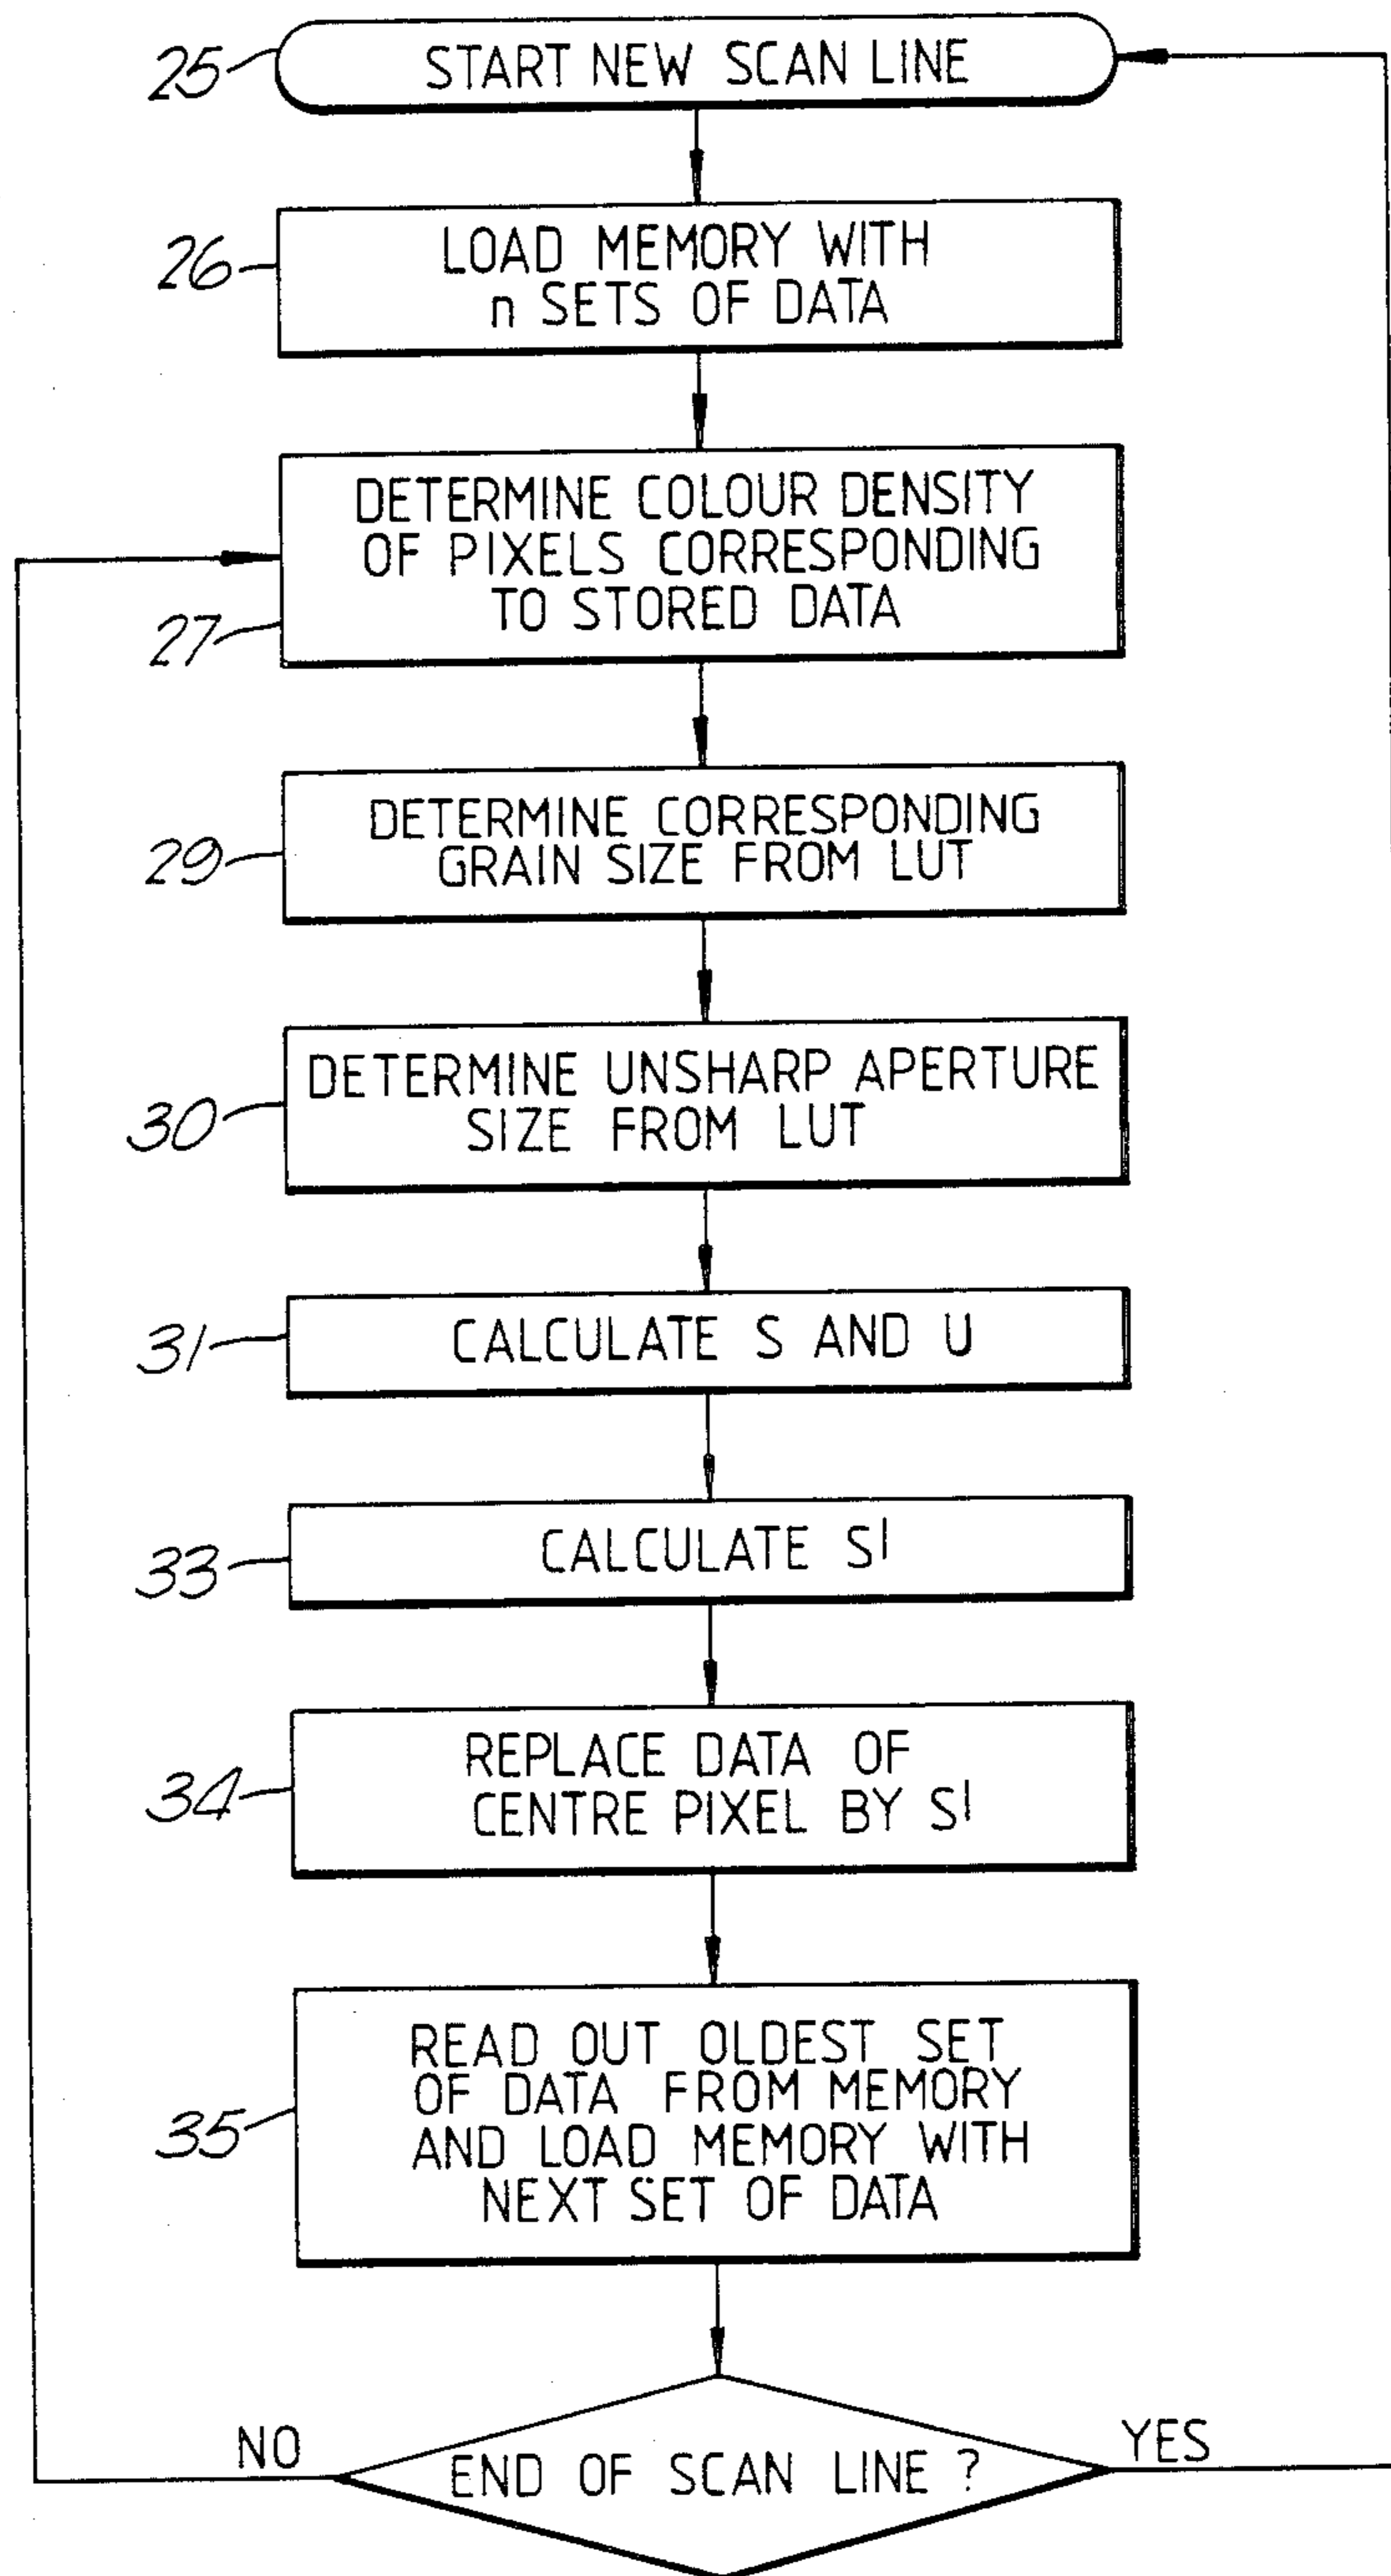 25
START NEW SCAN LINE
26
LOAD MEMORY WITH
n SETS OF DATA
27
DETERMINE COLOUR DENSITY
OF PIXELS CORRESPONDING
TO STORED DATA
29
DETERMINE CORRESPONDING
GRAIN SIZE FROM LUT
30
DETERMINE UNSHARP APERTURE
SIZE FROM LUT
31
CALCULATE S AND U
33
CALCULATE S'
34
REPLACE DATA OF
CENTRE PIXEL BY S'
35
READ OUT OLDEST SET
OF DATA FROM MEMORY
AND LOAD MEMORY WITH
NEXT SET OF DATA
NO
END OF SCAN LINE ?
YES